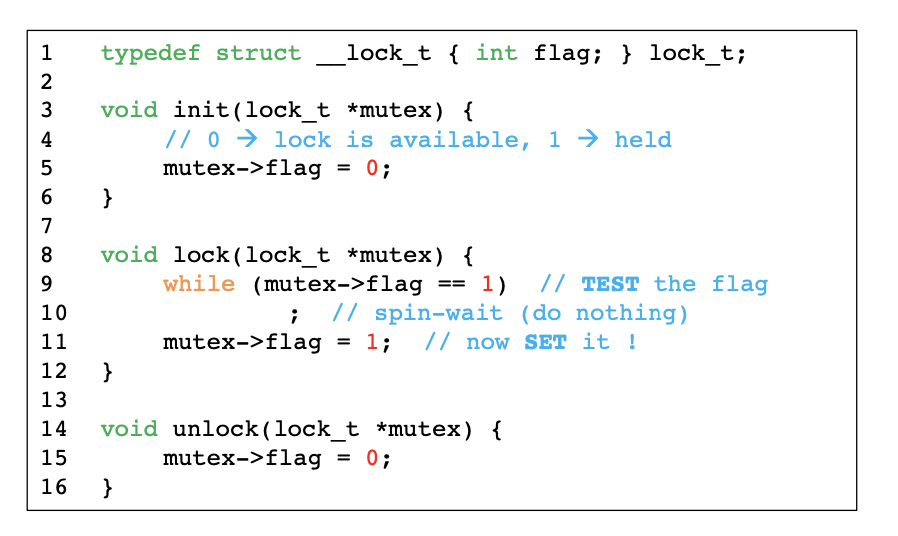 1 typedef struct __lock_t { int flag; } lock_t;
2
3 void init(lock_t *mutex) {
4 // 0 → lock is available, 1 → held
5 mutex->flag = 0;
6 }
7
8 void lock(lock_t *mutex) {
9 while (mutex->flag == 1) // TEST the flag
10 ; // spin-wait (do nothing)
11 mutex->flag = 1; // now SET it !
12 }
13
14 void unlock(lock_t *mutex) {
15 mutex->flag = 0;
16 }